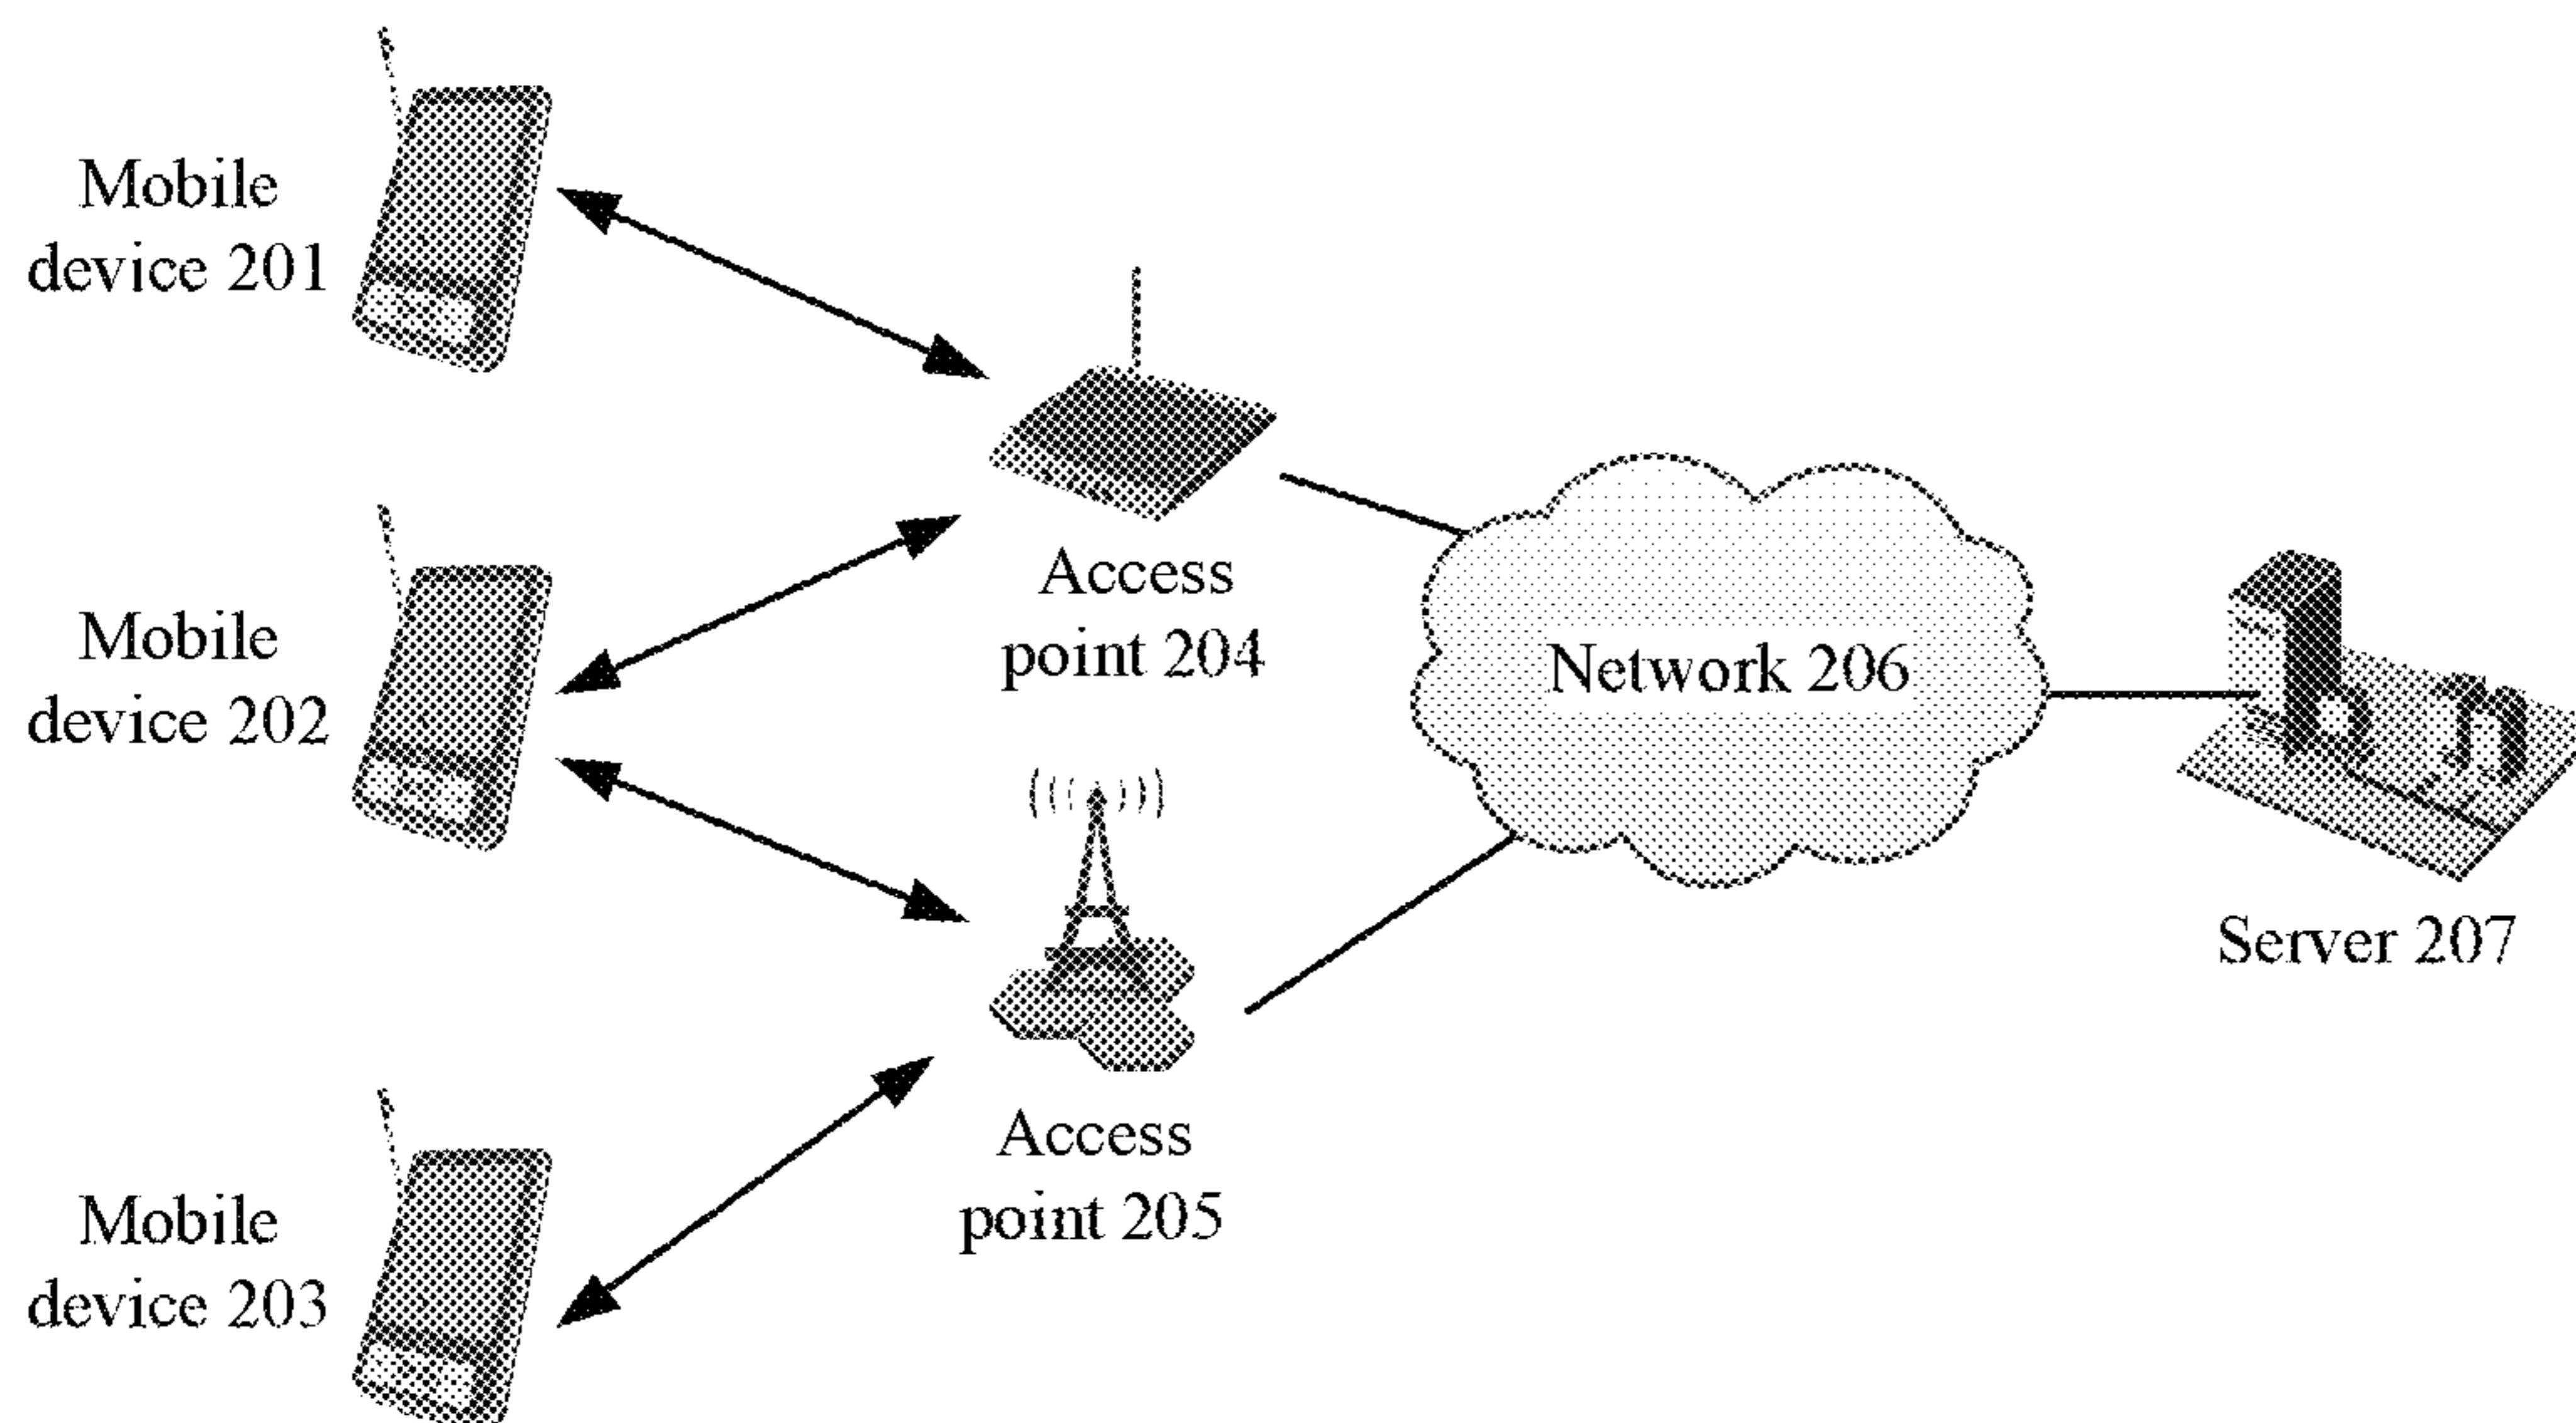 Mobile
device 201
Access
point 204
Mobile
device 202
Network 206
Server 207
Access
point 205
Mobile
device 203